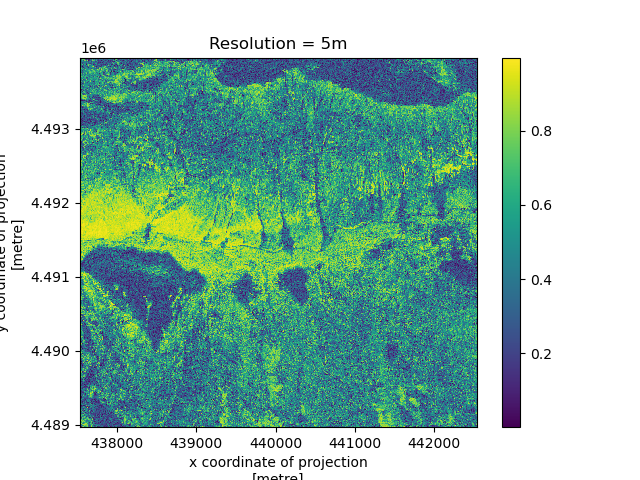 Resolution = 5m
1e6
4.493
4.492
4.491
4.490
4.489
438000 439000 440000 441000 442000
x coordinate of projection
[metre]
y coordinate of projection
[metre]
0.8
0.6
0.4
0.2